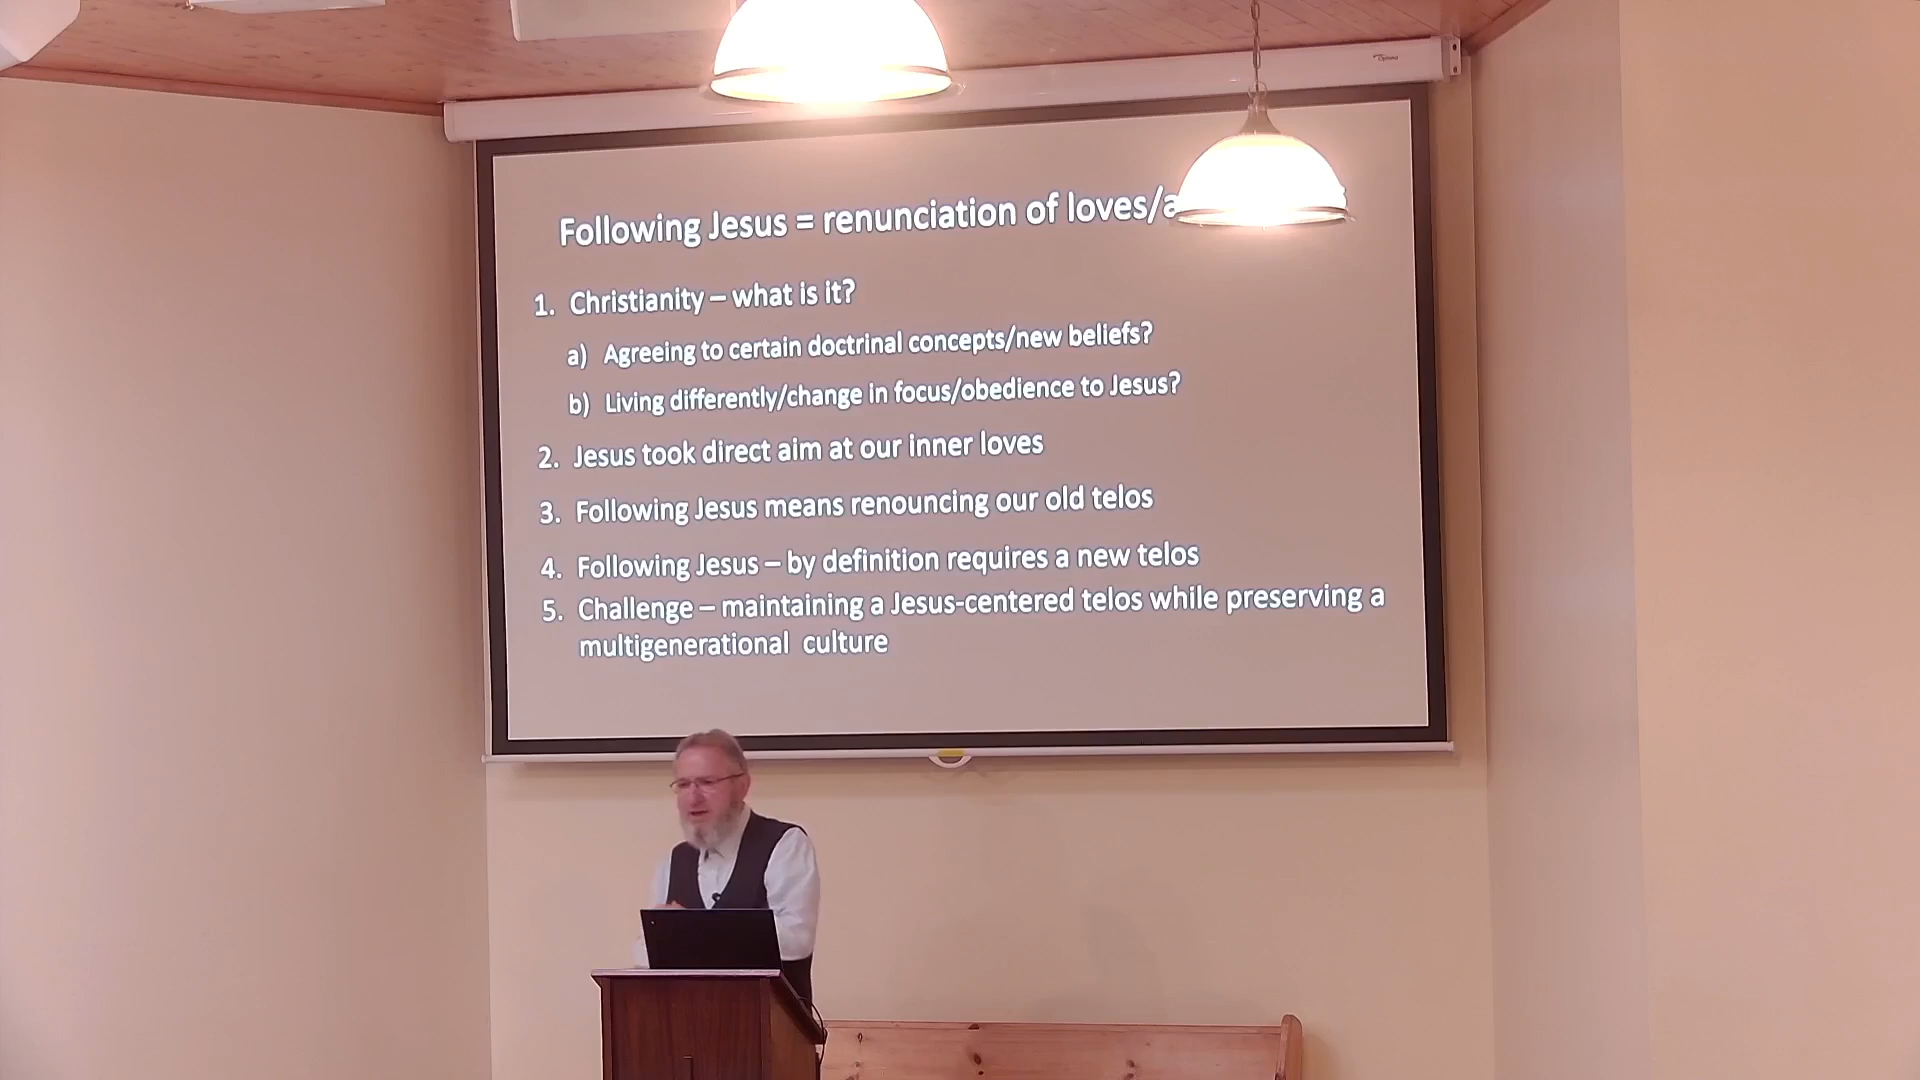 Following Jesus = renunciation of loves/
1. Christianity – what is it?
a) Agreeing to certain doctrinal concepts/new beliefs?
b) Living differently/change in focus/obedience to Jesus?
2. Jesus took direct aim at our inner loves
3. Following Jesus means renouncing our old telos
4. Following Jesus – by definition requires a new telos
5. Challenge – maintaining a Jesus-centered telos while preserving a
multigenerational culture